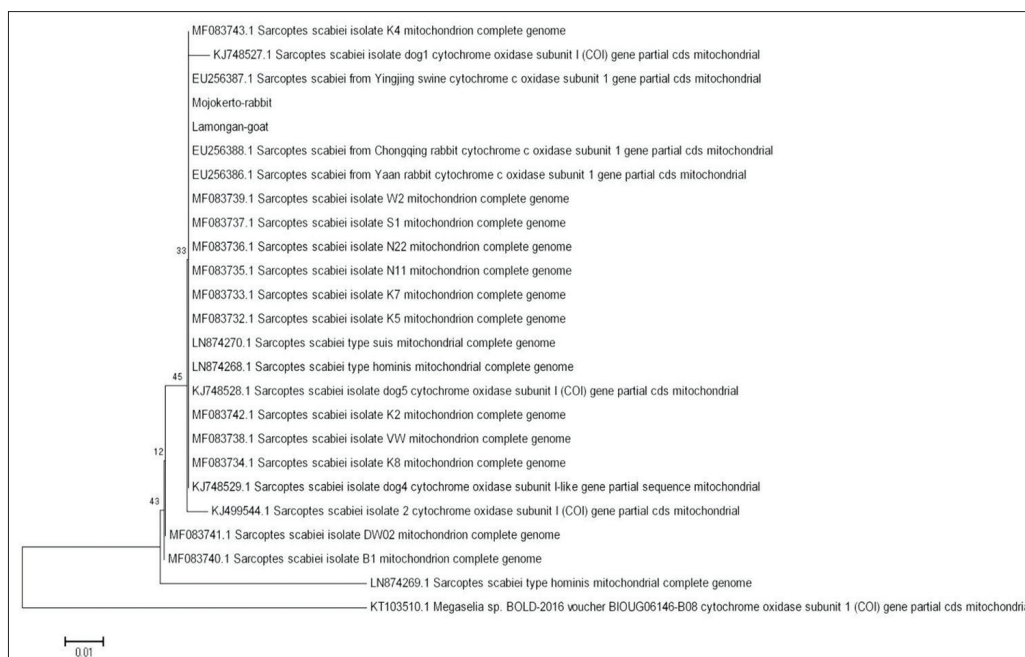 MF083743.1 Sarcoptes scabiei isolate K4 mitochondrion complete genome
KJ748527.1 Sarcoptes scabiei isolate dog1 cytochrome oxidase subunit I (COI) gene partial cds mitochondrial
EU256387.1 Sarcoptes scabiei from Yingjing swine cytochrome c oxidase subunit 1 gene partial cds mitochondrial
Mojokerto-rabbit
Lamongan-goat
EU256388.1 Sarcoptes scabiei from Chongqing rabbit cytochrome c oxidase subunit 1 gene partial cds mitochondrial
EU256386.1 Sarcoptes scabiei from Yaan rabbit cytochrome c oxidase subunit 1 gene partial cds mitochondrial
MF083739.1 Sarcoptes scabiei isolate W2 mitochondrion complete genome
MF083737.1 Sarcoptes scabiei isolate S1 mitochondrion complete genome
33 MF083736.1 Sarcoptes scabiei isolate N22 mitochondrion complete genome
MF083735.1 Sarcoptes scabiei isolate N11 mitochondrion complete genome
MF083733.1 Sarcoptes scabiei isolate K7 mitochondrion complete genome
MF083732.1 Sarcoptes scabiei isolate K5 mitochondrion complete genome
LN874270.1 Sarcoptes scabiei type suis mitochondrial complete genome
LN874268.1 Sarcoptes scabiei type hominis mitochondrial complete genome
45
KJ748528.1 Sarcoptes scabiei isolate dog5 cytochrome oxidase subunit I (COI) gene partial cds mitochondrial
MF083742.1 Sarcoptes scabiei isolate K2 mitochondrion complete genome
MF083738.1 Sarcoptes scabiei isolate VW mitochondrion complete genome
12
MF083734.1 Sarcoptes scabiei isolate K8 mitochondrion complete genome
KJ748529.1 Sarcoptes scabiei isolate dog4 cytochrome oxidase subunit I-like gene partial sequence mitochondrial
43
KJ499544.1 Sarcoptes scabiei isolate 2 cytochrome oxidase subunit I (COI) gene partial cds mitochondrial
MF083741.1 Sarcoptes scabiei isolate DW02 mitochondrion complete genome
MF083740.1 Sarcoptes scabiei isolate B1 mitochondrion complete genome
LN874269.1 Sarcoptes scabiei type hominis mitochondrial complete genome
KT103510.1 Megaselia sp. BOLD-2016 voucher BIOUG06146-B08 cytochrome oxidase subunit 1 (COI) gene partial cds mitochondria
0.01